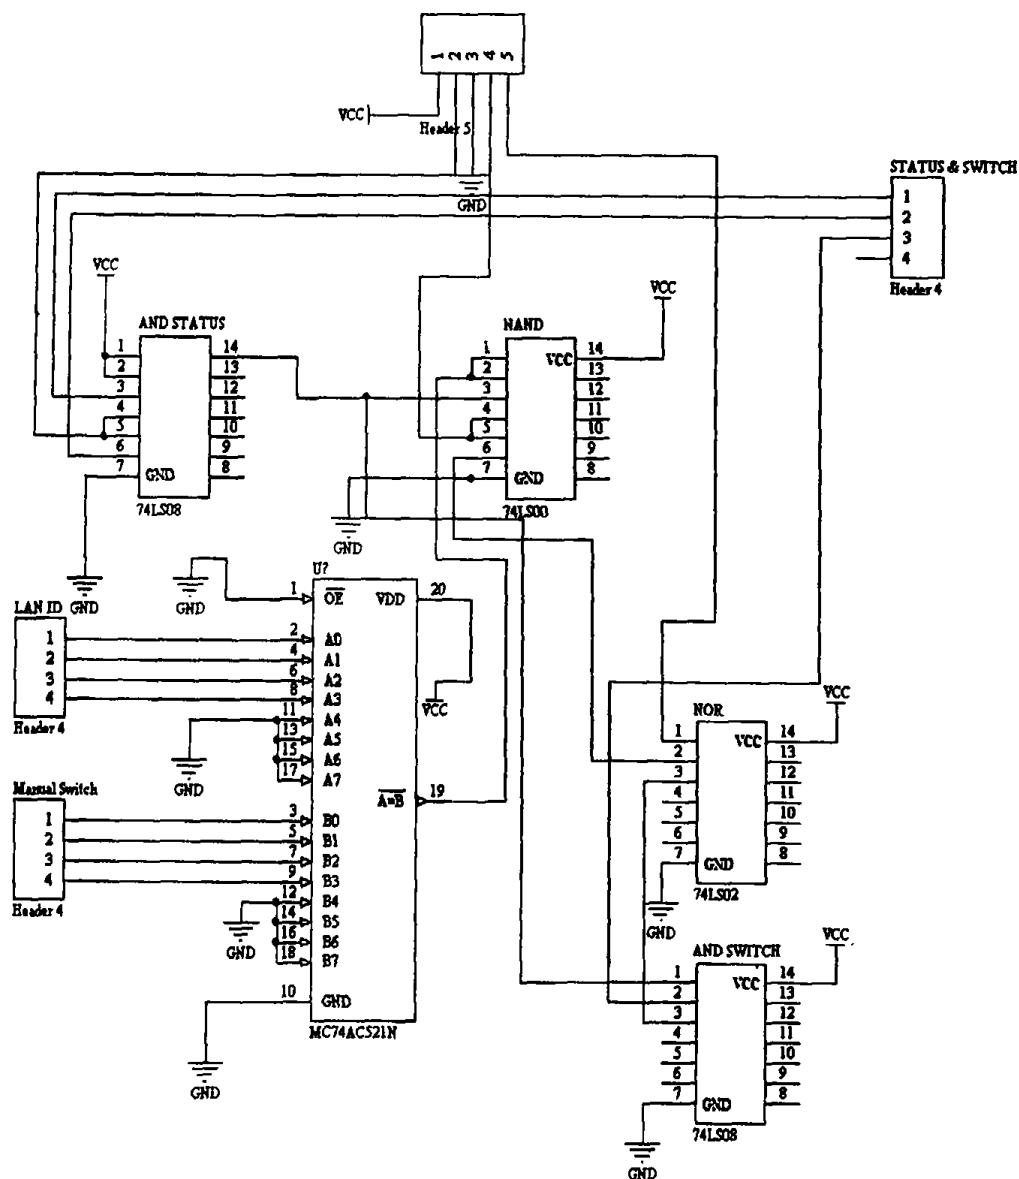 1 2 3 4 5
VCC
Header 5
GND
STATUS & SWITCH
1
2
3
4
Header 4
VCC
AND STATUS
1 14
2 13
3 12
4 11
5 10
6 9
7 GND 8
74LS08
GND
VCC
NAND
1 VCC 14
2 13
3 12
4 11
5 10
6 9
7 GND 8
74LS00
GND
U?
GND
1 OE VDD 20
LAN ID
1 2 A0
2 4 A1
3 6 A2
4 8 A3
Header 4
11 A4
13 A5
15 A6
17 A7
GND
VCC
A=B 19
Manual Switch
1 3 B0
2 5 B1
3 7 B2
4 9 B3
Header 4
12 B4
14 B5
16 B6
18 B7
GND
10 GND
MC74AC521N
GND
VCC
NOR
1 VCC 14
2 13
3 12
4 11
5 10
6 9
7 GND 8
74LS02
GND
VCC
AND SWITCH
1 VCC 14
2 13
3 12
4 11
5 10
6 9
7 GND 8
74LS08
GND